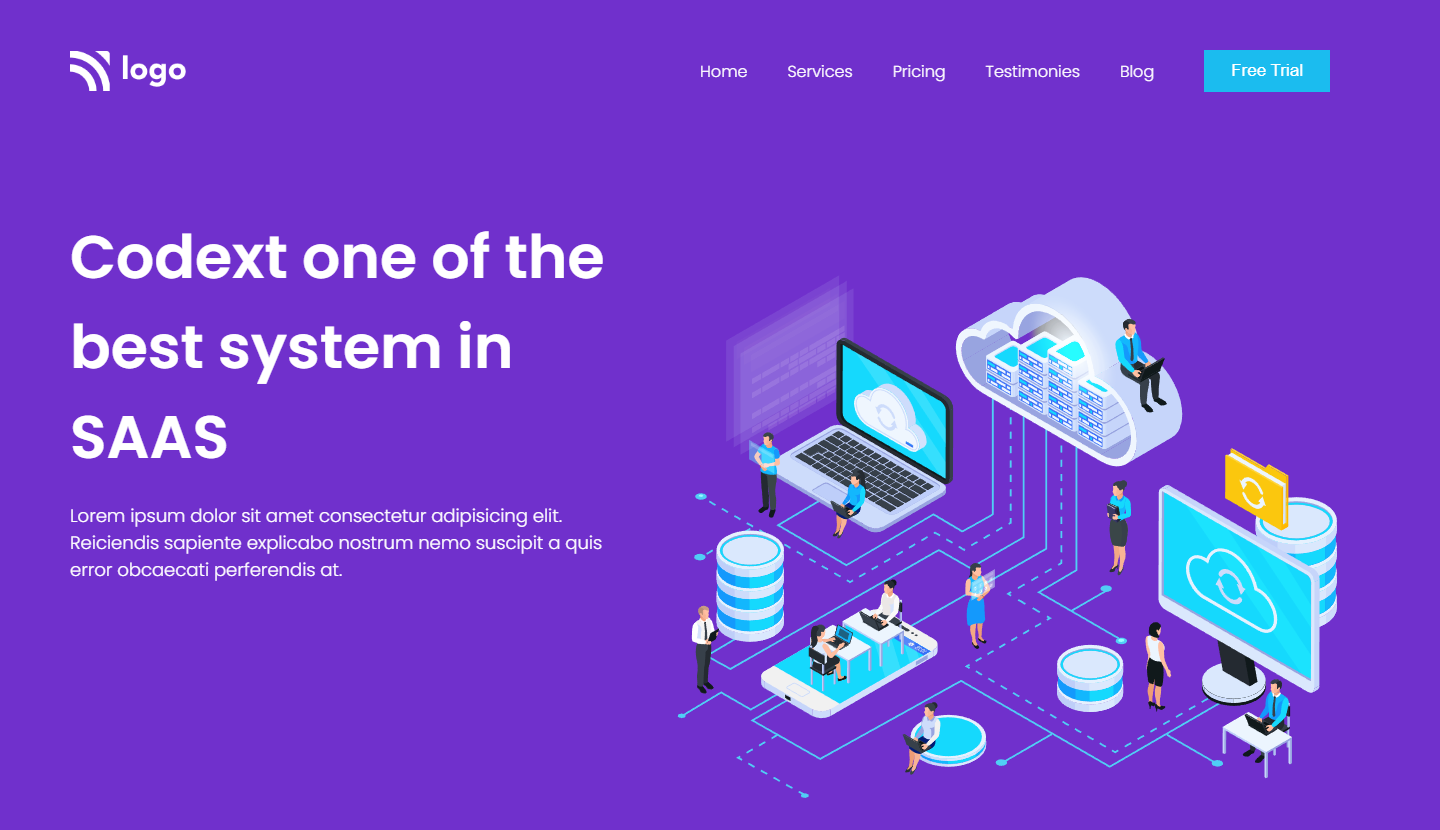 logo
Home Services Pricing Testimonies Blog Free Trial
Codext one of the
best system in
SAAS
Lorem ipsum dolor sit amet consectetur adipisicing elit.
Reiciendis sapiente explicabo nostrum nemo suscipit a quis
error obcaecati perferendis at.